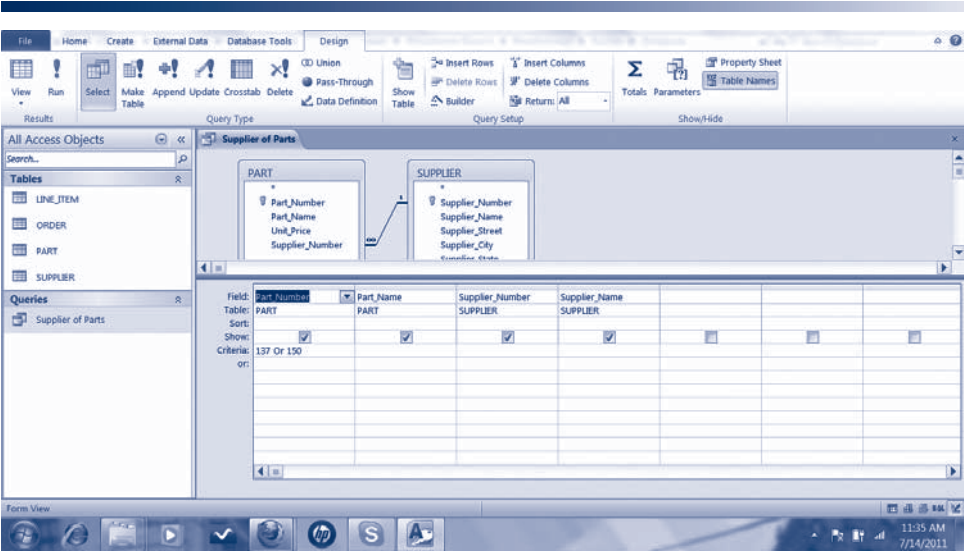 File Home Create External Data Database Tools Design
Union Insert Rows Insert Columns Property Sheet
Pass-Through Delete Rows Delete Columns Table Names
View Run Select Make Table Append Update Crosstab Delete Data Definition Show Table Builder Return: All Totals Parameters
Results Query Type Query Setup Show/Hide
All Access Objects Supplier of Parts
Search...
Tables
LINE_ITEM
ORDER
PART
SUPPLIER
Queries
Supplier of Parts
PART
*
Part_Number
Part_Name
Unit_Price
Supplier_Number
∞
1
SUPPLIER
*
Supplier_Number
Supplier_Name
Supplier_Street
Supplier_City
Supplier_State
Field: Part_Number Part_Name Supplier_Number Supplier_Name
Table: PART PART SUPPLIER SUPPLIER
Sort:
Show:
Criteria: 137 Or 150
or:
Form View SQL
hp S A
11:35 AM
7/14/2011